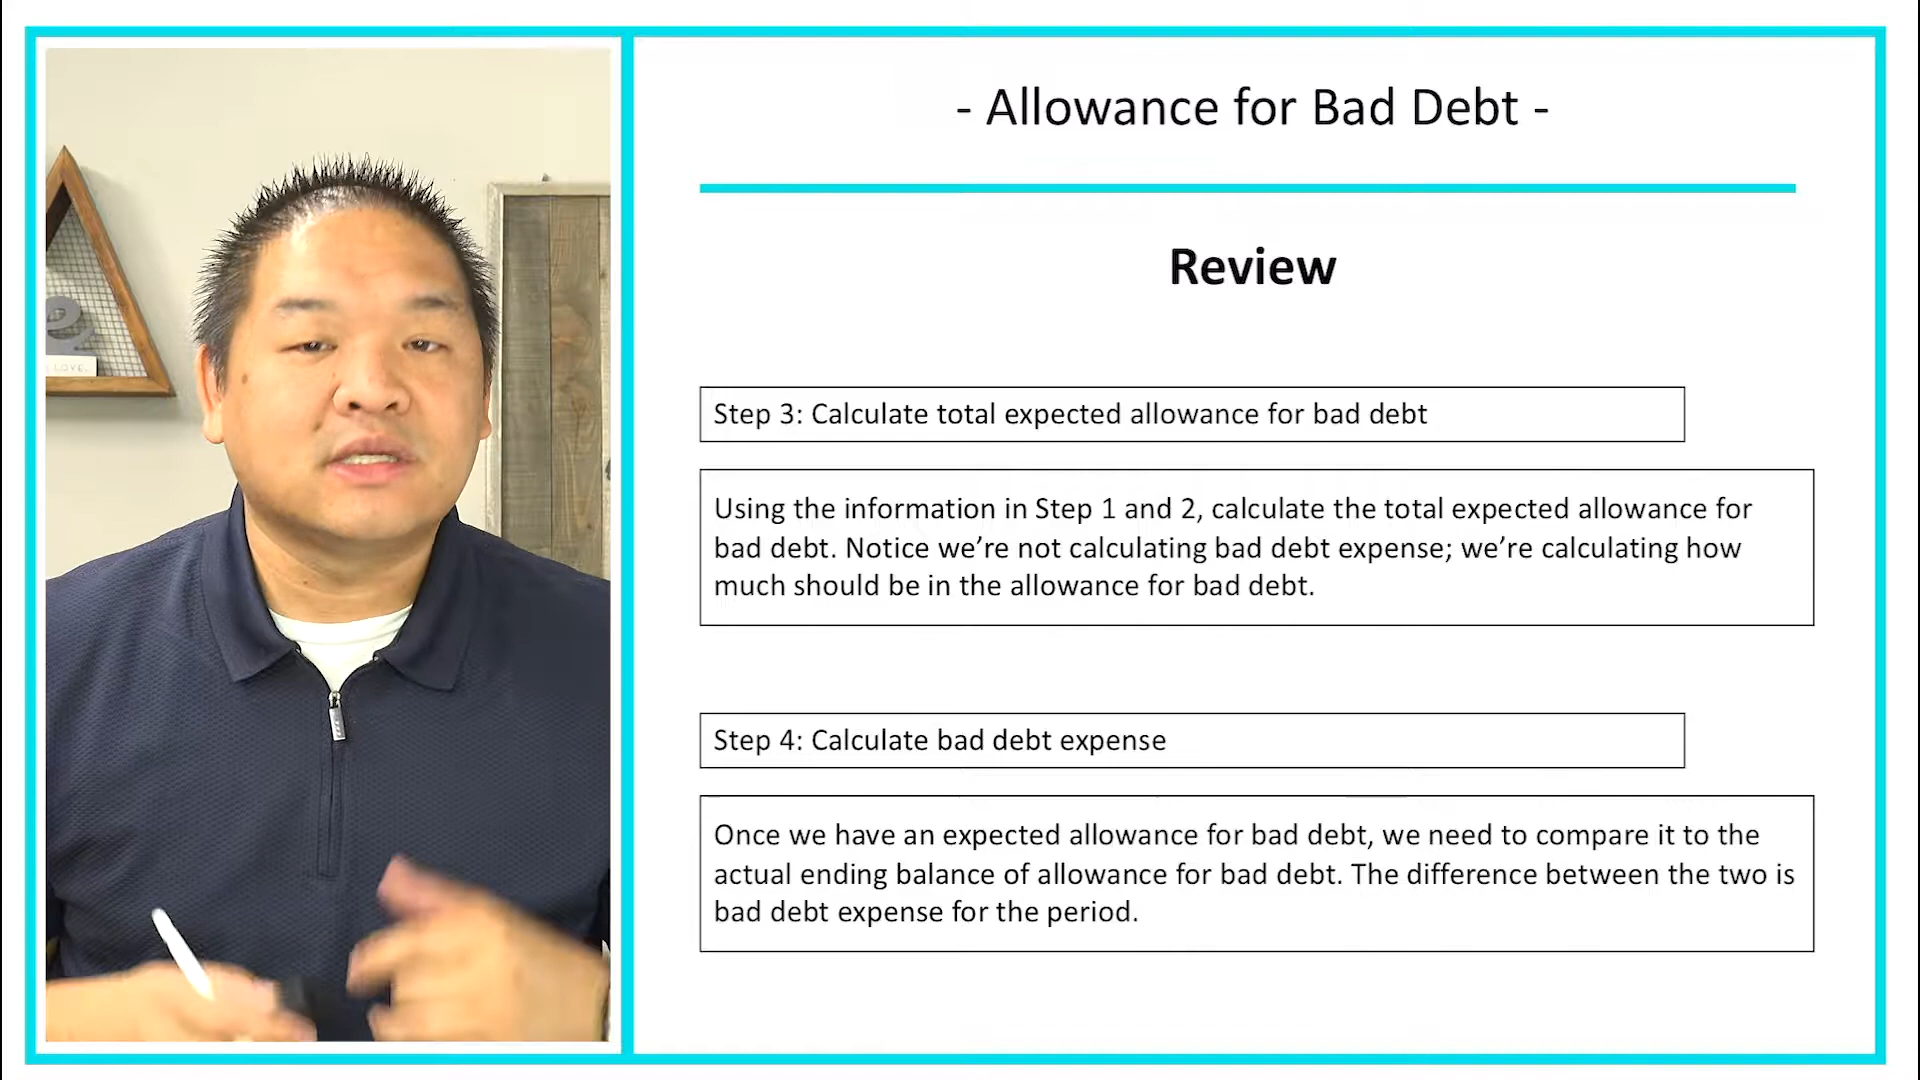 - Allowance for Bad Debt -
Review
Step 3: Calculate total expected allowance for bad debt
Using the information in Step 1 and 2, calculate the total expected allowance for
bad debt. Notice we’re not calculating bad debt expense; we’re calculating how
much should be in the allowance for bad debt.
Step 4: Calculate bad debt expense
Once we have an expected allowance for bad debt, we need to compare it to the
actual ending balance of allowance for bad debt. The difference between the two is
bad debt expense for the period.
e
LOVE.